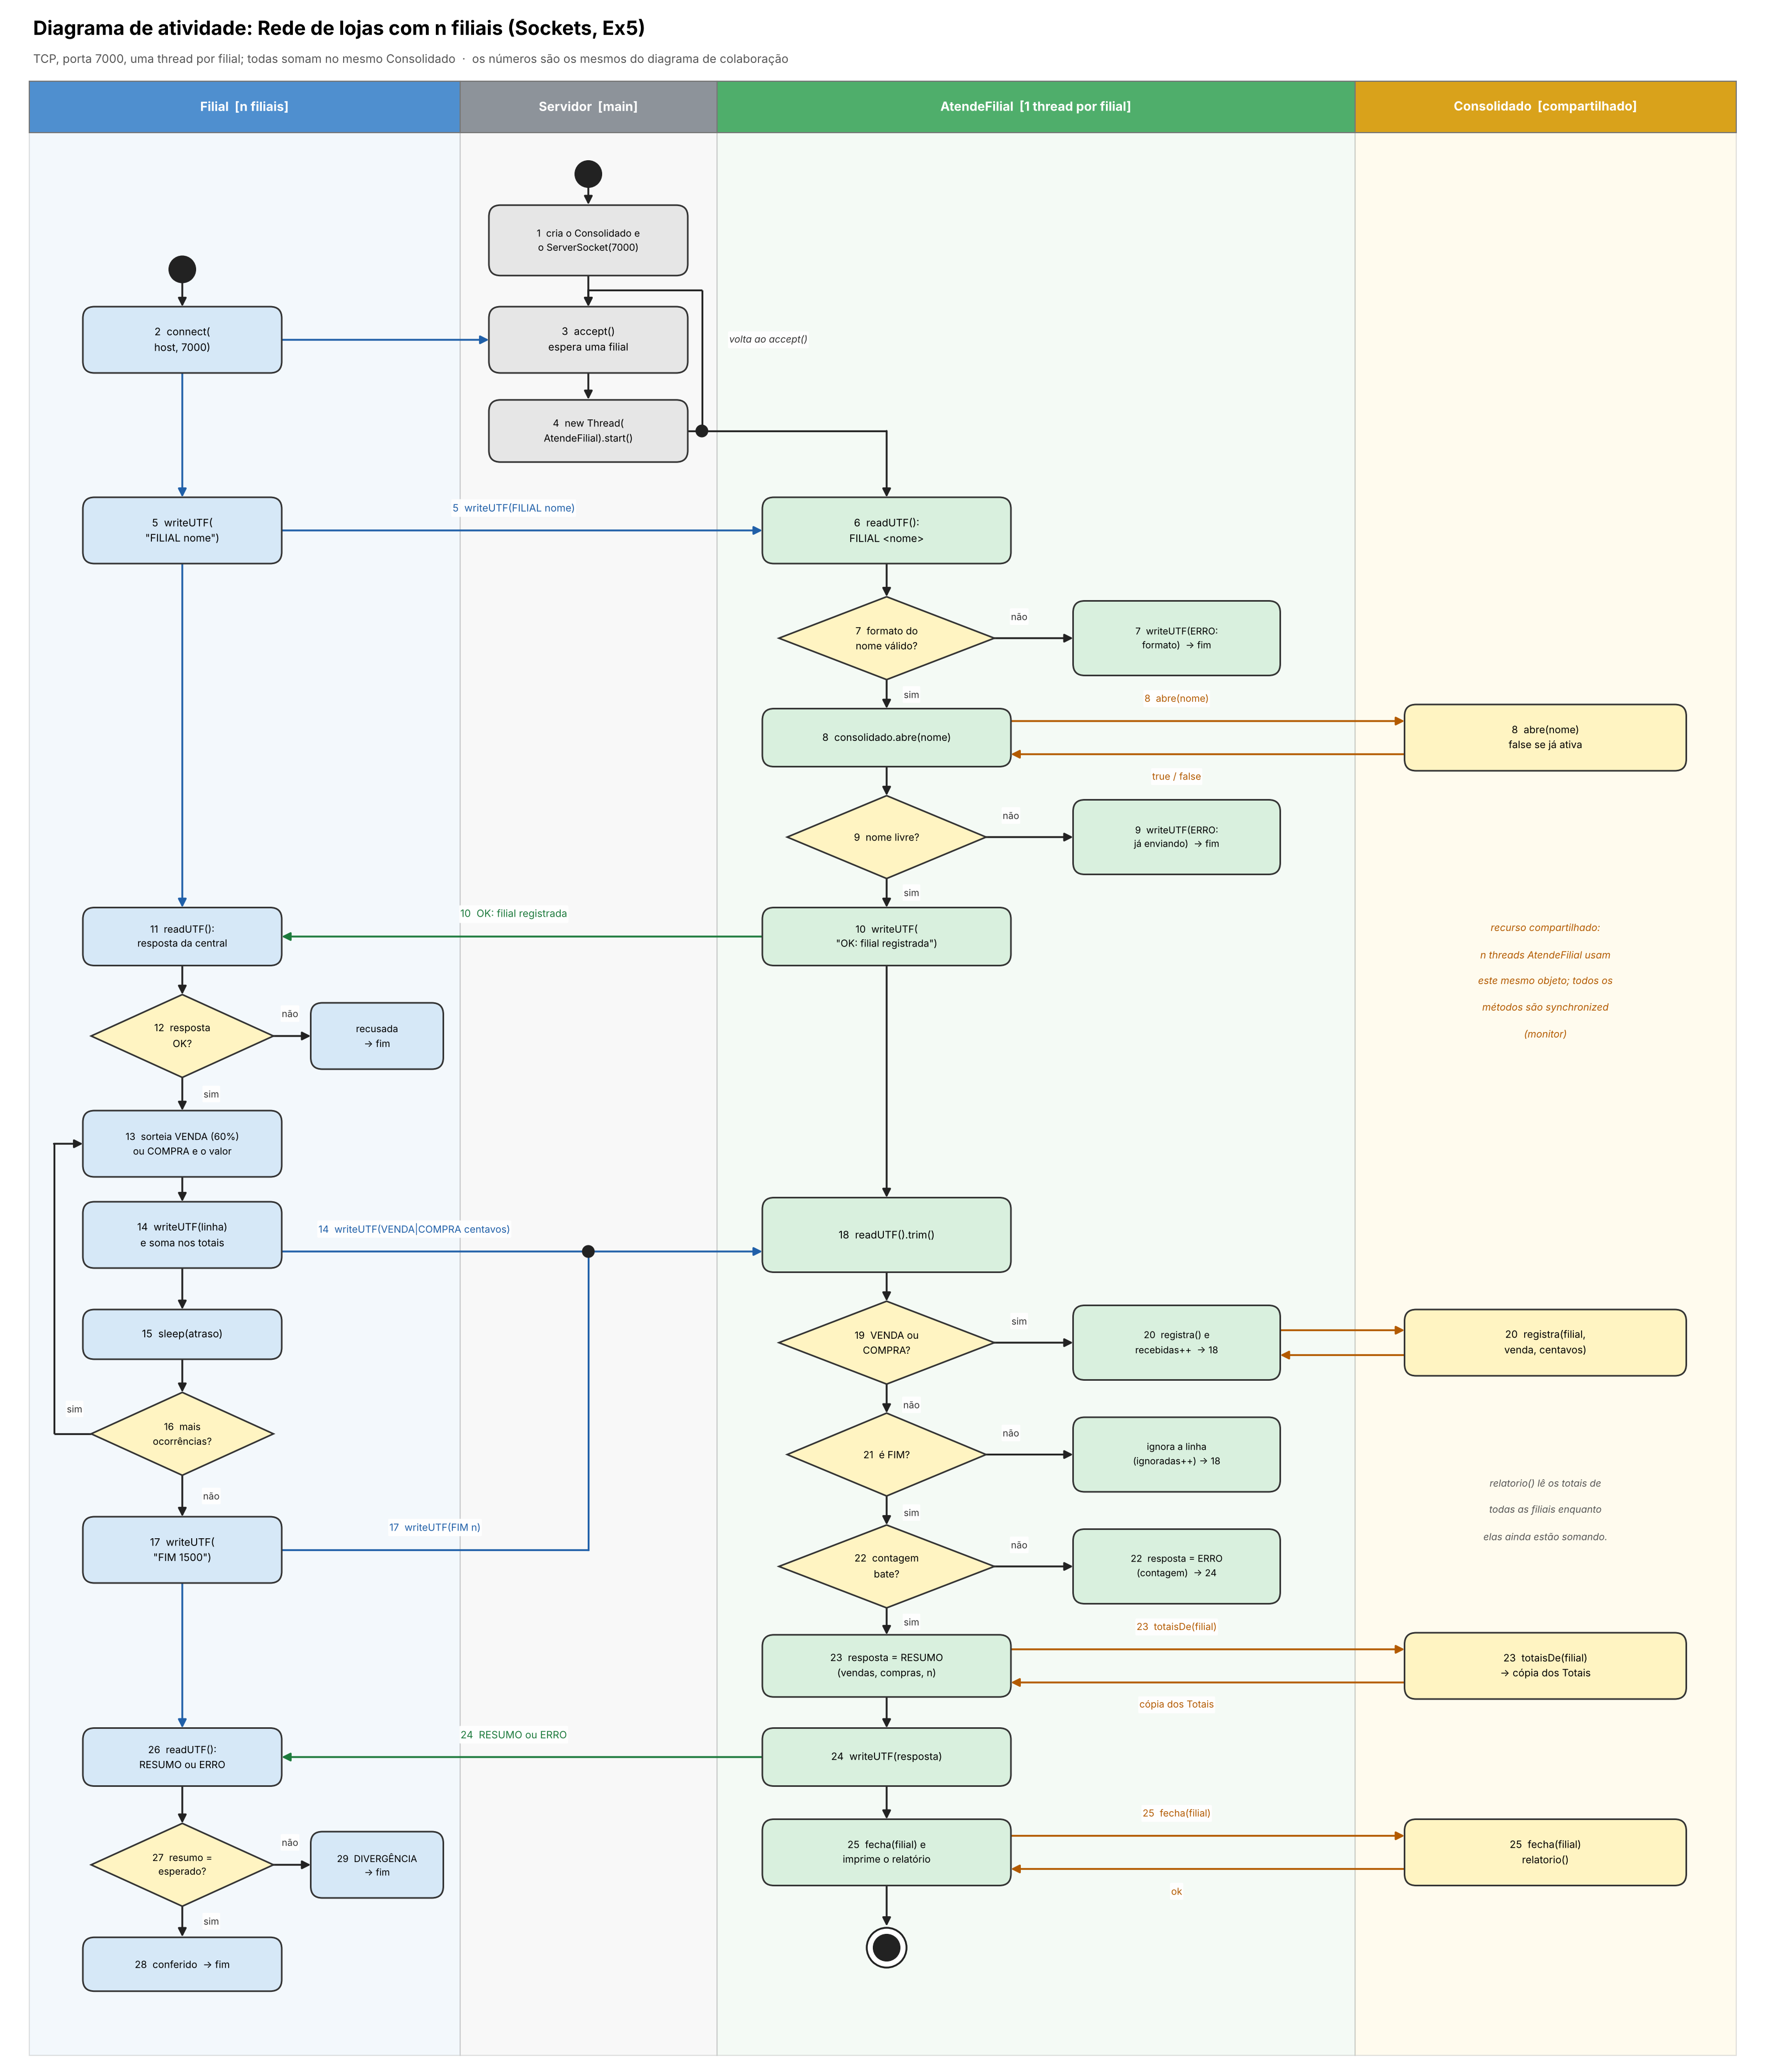 Diagrama de atividade: Rede de lojas com n filiais (Sockets, Ex5)
TCP, porta 7000, uma thread por filial; todas somam no mesmo Consolidado · os números são os mesmos do diagrama de colaboração
Filial [n filiais]
Servidor [main]
AtendeFilial [1 thread por filial]
Consolidado [compartilhado]
1 cria o Consolidado e
o ServerSocket(7000)
2 connect(
host, 7000)
3 accept()
espera uma filial
volta ao accept()
4 new Thread(
AtendeFilial).start()
5 writeUTF(
"FILIAL nome")
5 writeUTF(FILIAL nome)
6 readUTF():
FILIAL <nome>
7 formato do
nome válido?
não
7 writeUTF(ERRO:
formato) → fim
sim
8 consolidado.abre(nome)
8 abre(nome)
true / false
8 abre(nome)
false se já ativa
9 nome livre?
não
9 writeUTF(ERRO:
já enviando) → fim
sim
11 readUTF():
resposta da central
10 OK: filial registrada
10 writeUTF(
"OK: filial registrada")
recurso compartilhado:
n threads AtendeFilial usam
este mesmo objeto; todos os
métodos são synchronized
(monitor)
12 resposta
OK?
não
recusada
→ fim
sim
13 sorteia VENDA (60%)
ou COMPRA e o valor
14 writeUTF(linha)
e soma nos totais
14 writeUTF(VENDA|COMPRA centavos)
18 readUTF().trim()
15 sleep(atraso)
19 VENDA ou
COMPRA?
sim
20 registra() e
recebidas++ → 18
20 registra(filial,
venda, centavos)
não
sim
16 mais
ocorrências?
21 é FIM?
não
ignora a linha
(ignoradas++) → 18
não
sim
relatorio() lê os totais de
todas as filiais enquanto
elas ainda estão somando.
17 writeUTF(
"FIM 1500")
17 writeUTF(FIM n)
22 contagem
bate?
não
22 resposta = ERRO
(contagem) → 24
sim
23 resposta = RESUMO
(vendas, compras, n)
23 totaisDe(filial)
cópia dos Totais
23 totaisDe(filial)
→ cópia dos Totais
26 readUTF():
RESUMO ou ERRO
24 RESUMO ou ERRO
24 writeUTF(resposta)
25 fecha(filial) e
imprime o relatório
25 fecha(filial)
ok
25 fecha(filial)
relatorio()
27 resumo =
esperado?
não
29 DIVERGÊNCIA
→ fim
sim
28 conferido → fim